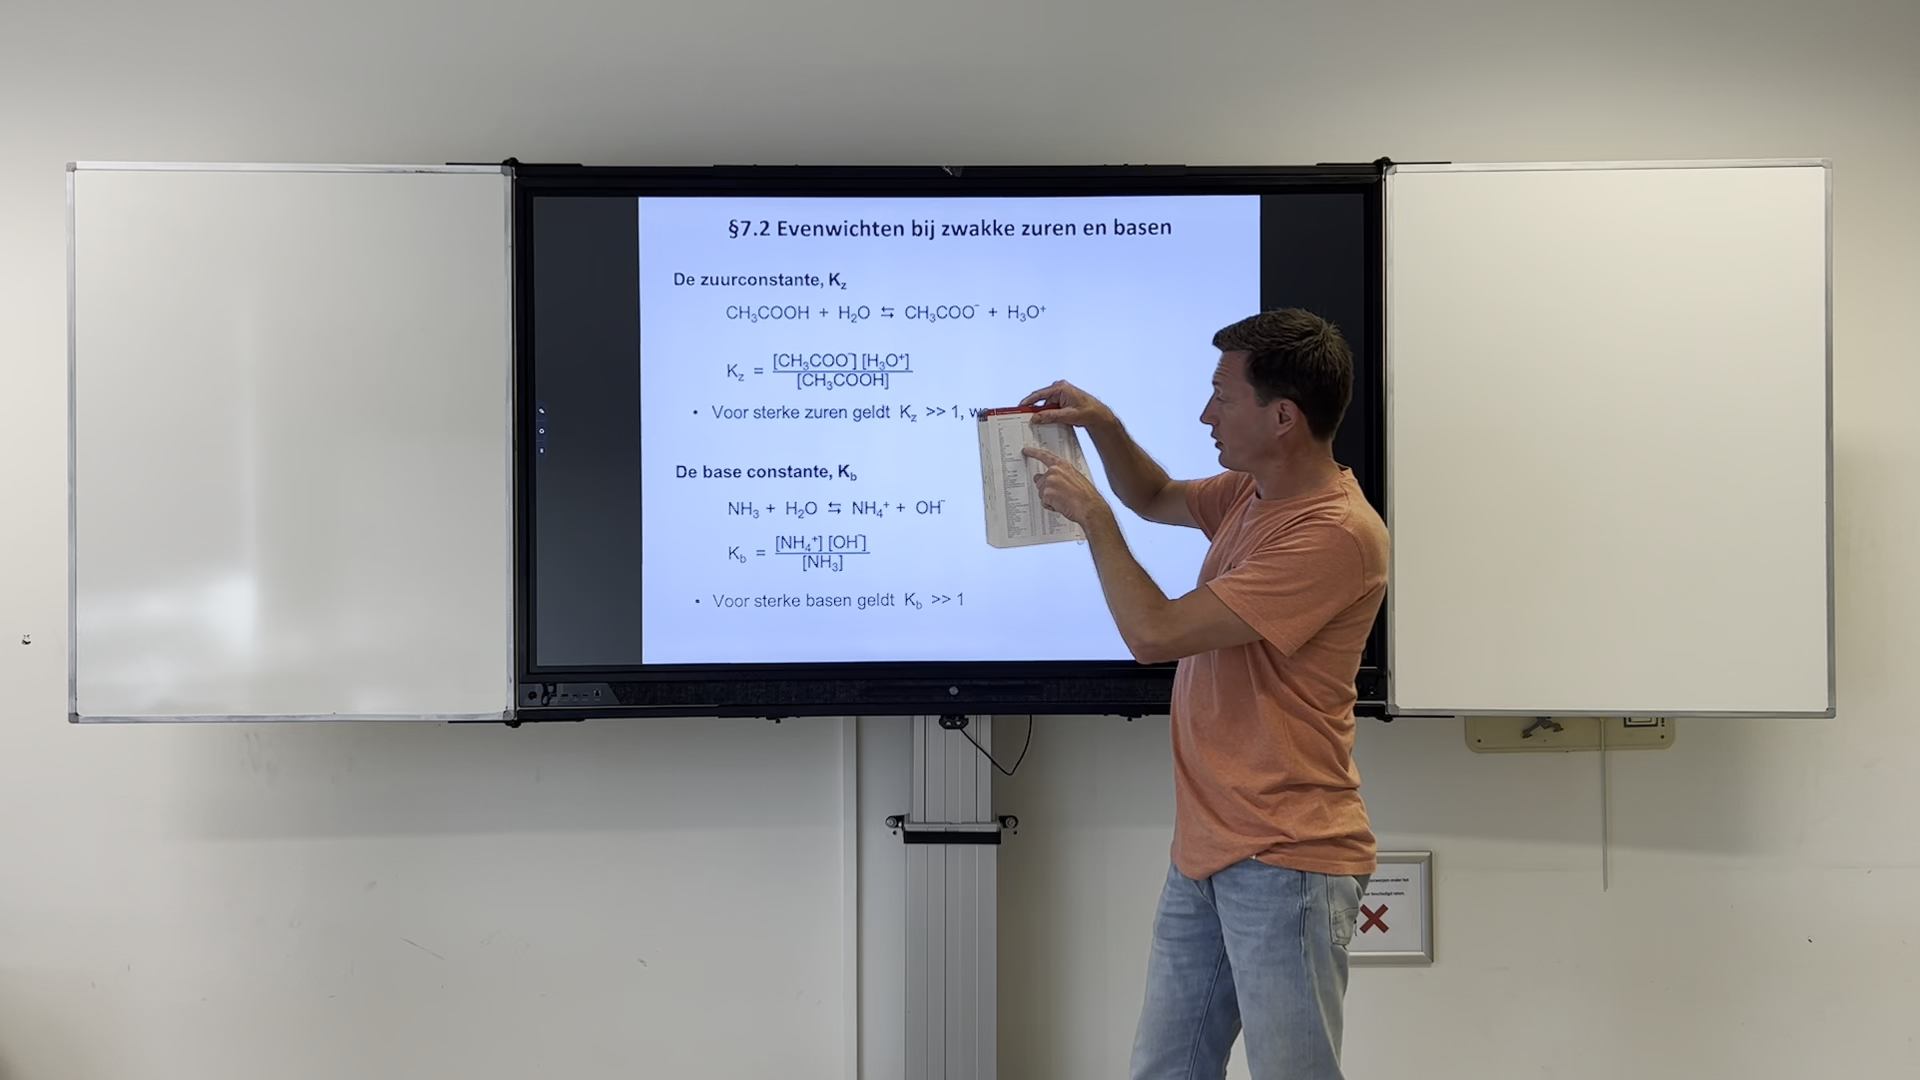 §7.2 Evenwichten bij zwakke zuren en basen
De zuurconstante, Kz
CH₃COOH + H₂O ⇆ CH₃COO⁻ + H₃O⁺
Kz = [CH₃COO⁻] [H₃O⁺]
[CH₃COOH]
• Voor sterke zuren geldt Kz >> 1,
De base constante, Kb
NH₃ + H₂O ⇆ NH₄⁺ + OH⁻
Kb = [NH₄⁺] [OH⁻]
[NH₃]
• Voor sterke basen geldt Kb >> 1